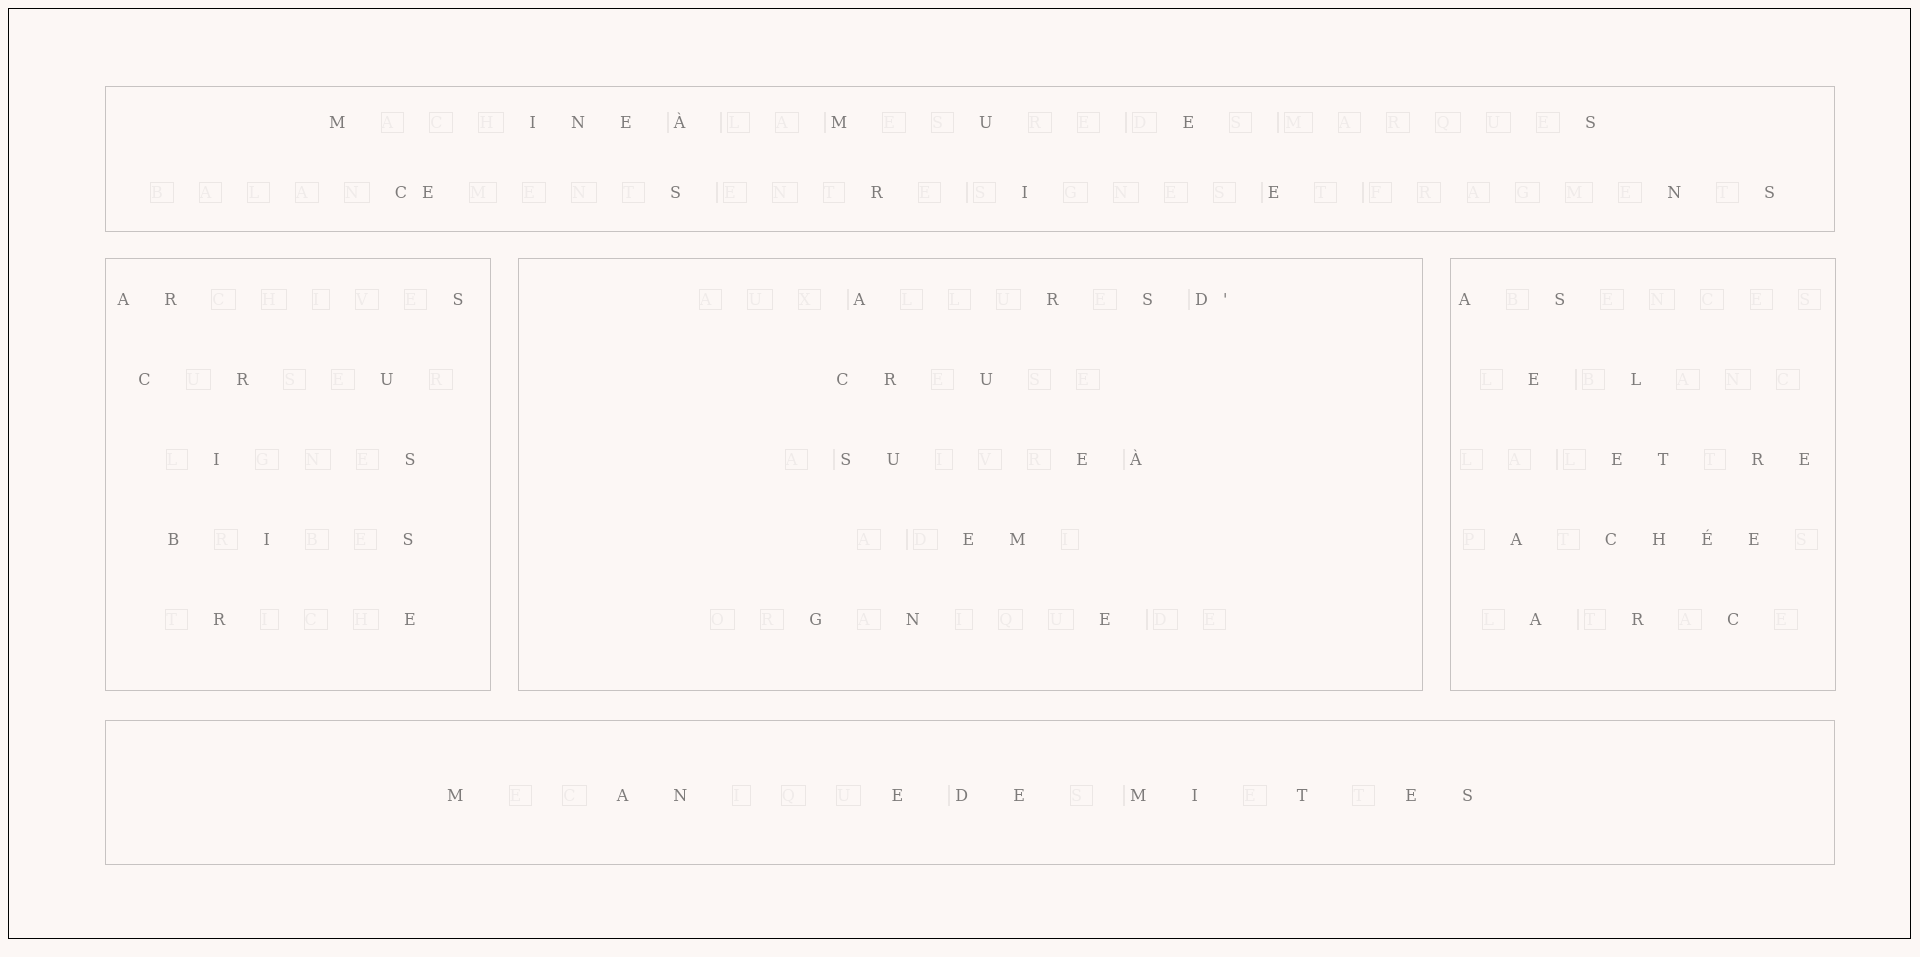 MACHINE À LA MESURE DES MARQUES
BALANCEMENTS ENTRE SIGNES ET FRAGMENTS
ARCHIVES
CURSEUR
LIGNES
BRIBES
TRICHE
AUX ALLURES D'
CREUSE
A SUIVRE À
A DEMI
ORGANIQUE DE
ABSENCES
LE BLANC
LA LETTRE
PATCHÉES
LA TRACE
MECANIQUE DES MIETTES